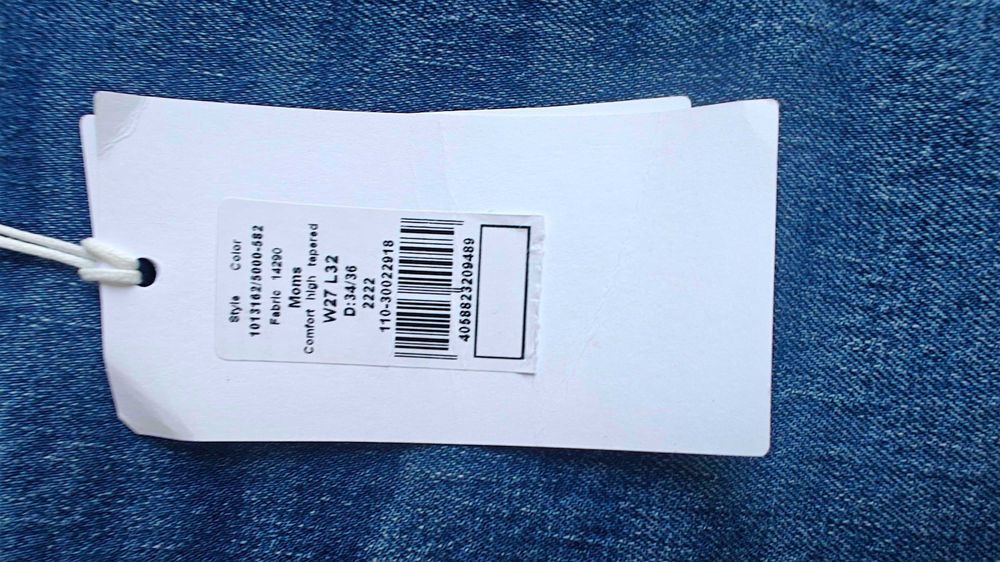 Style Color
1013162/5000-582
Fabric 14290
Moms
Comfort high tapered
W27 L32
D:34/36
2222
110-30022918
4058823209489